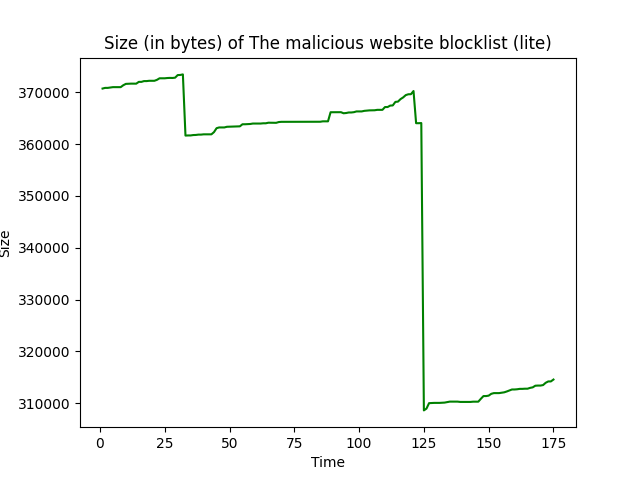 Size (in bytes) of The malicious website blocklist (lite)
370000
360000
350000
340000
330000
320000
310000
Size
0 25 50 75 100 125 150 175
Time